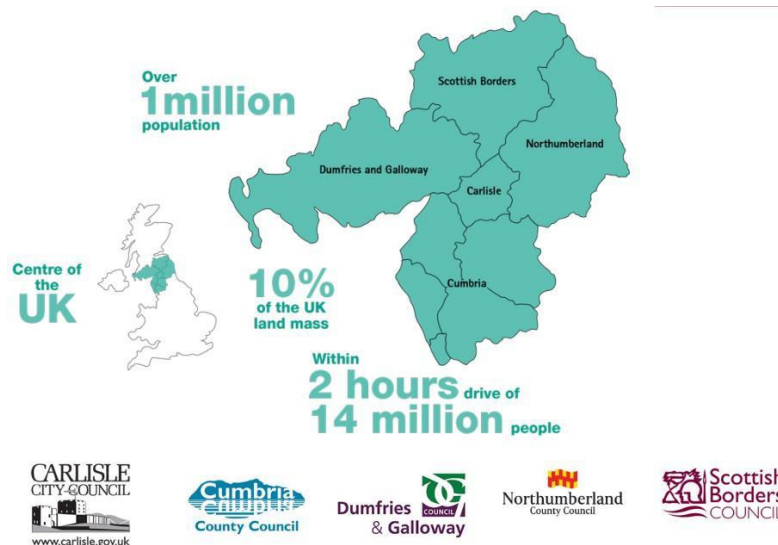 Over
1million
population
Scottish Borders
Northumberland
Dumfries and Galloway
Carlisle
Cumbria
Centre of
the
UK
10%
of the UK
land mass
Within
2 hours drive of
14 million people
CARLISLE
CITY COUNCIL
www.carlisle.gov.uk
Cumbria
County Council
Dumfries
& Galloway
COUNCIL
Northumberland
County Council
Scottish
Borders
COUNCIL